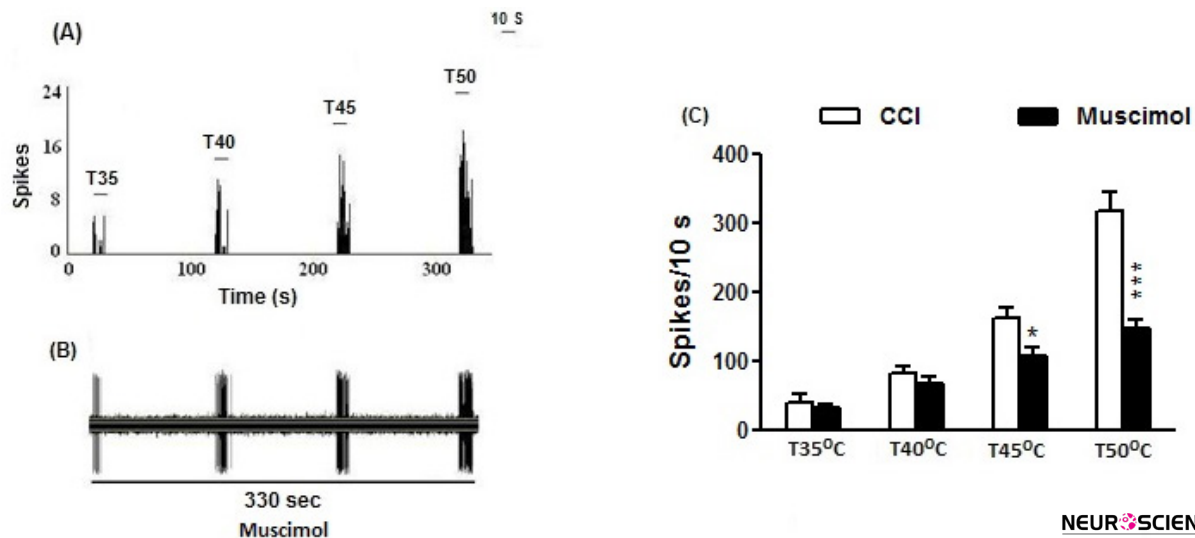 (A)
10 S
24
16
8
0
Spikes
T35
T40
T45
T50
0 100 200 300
Time (s)
(B)
330 sec
Muscimol
(C)
CCI Muscimol
400
300
200
100
0
Spikes/10 s
*
***
T35⁰C T40⁰C T45⁰C T50⁰C